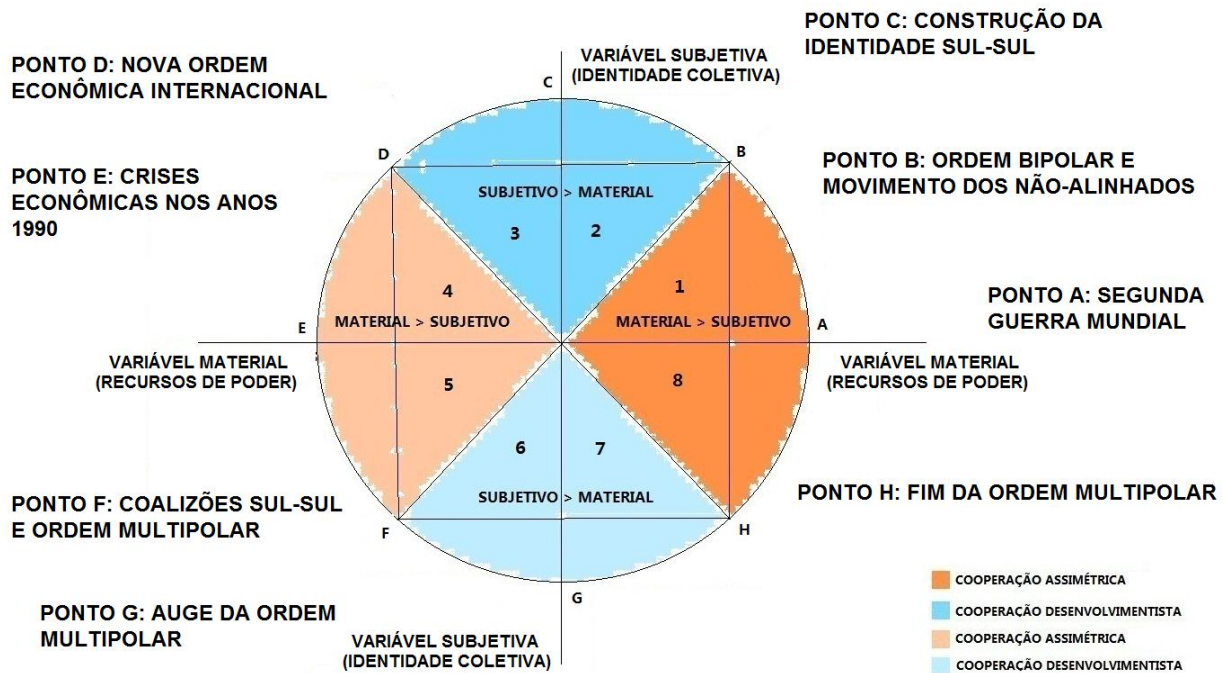 PONTO C: CONSTRUÇÃO DA
IDENTIDADE SUL-SUL
VARIÁVEL SUBJETIVA
(IDENTIDADE COLETIVA)
PONTO D: NOVA ORDEM
ECONÔMICA INTERNACIONAL
C
D
B
PONTO B: ORDEM BIPOLAR E
MOVIMENTO DOS NÃO-ALINHADOS
PONTO E: CRISES
ECONÔMICAS NOS ANOS
1990
SUBJETIVO > MATERIAL
3
2
4
1
PONTO A: SEGUNDA
GUERRA MUNDIAL
E
MATERIAL > SUBJETIVO
MATERIAL > SUBJETIVO
A
VARIÁVEL MATERIAL
(RECURSOS DE PODER)
VARIÁVEL MATERIAL
(RECURSOS DE PODER)
5
8
6
7
SUBJETIVO > MATERIAL
PONTO H: FIM DA ORDEM MULTIPOLAR
PONTO F: COALIZÕES SUL-SUL
E ORDEM MULTIPOLAR
F
H
G
PONTO G: AUGE DA ORDEM
MULTIPOLAR
VARIÁVEL SUBJETIVA
(IDENTIDADE COLETIVA)
COOPERAÇÃO ASSIMÉTRICA
COOPERAÇÃO DESENVOLVIMENTISTA
COOPERAÇÃO ASSIMÉTRICA
COOPERAÇÃO DESENVOLVIMENTISTA